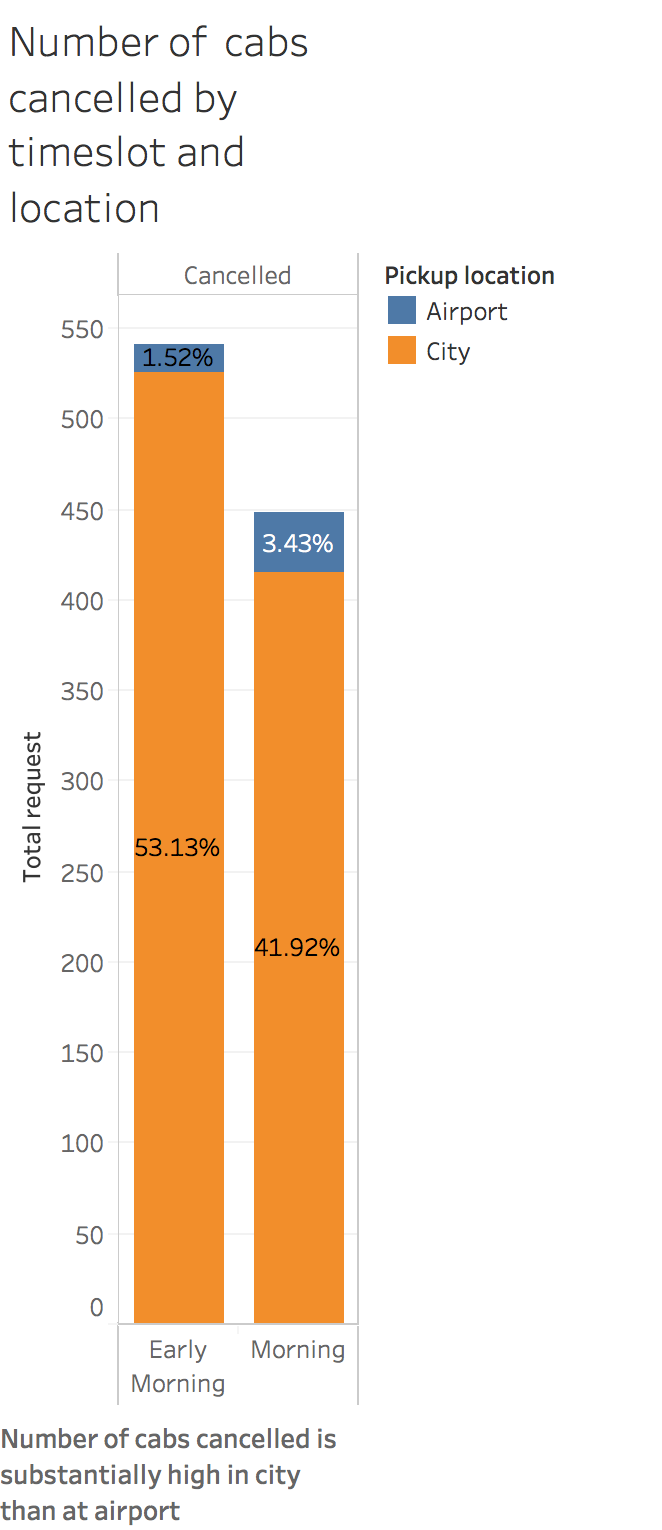 Number of  cabs
cancelled by
timeslot and
location
Cancelled
Pickup location
Airport
City
550
500
450
400
350
300
250
200
150
100
50
0
Total request
1.52%
53.13%
3.43%
41.92%
Early
Morning
Morning
Number of cabs cancelled is
substantially high in city
than at airport